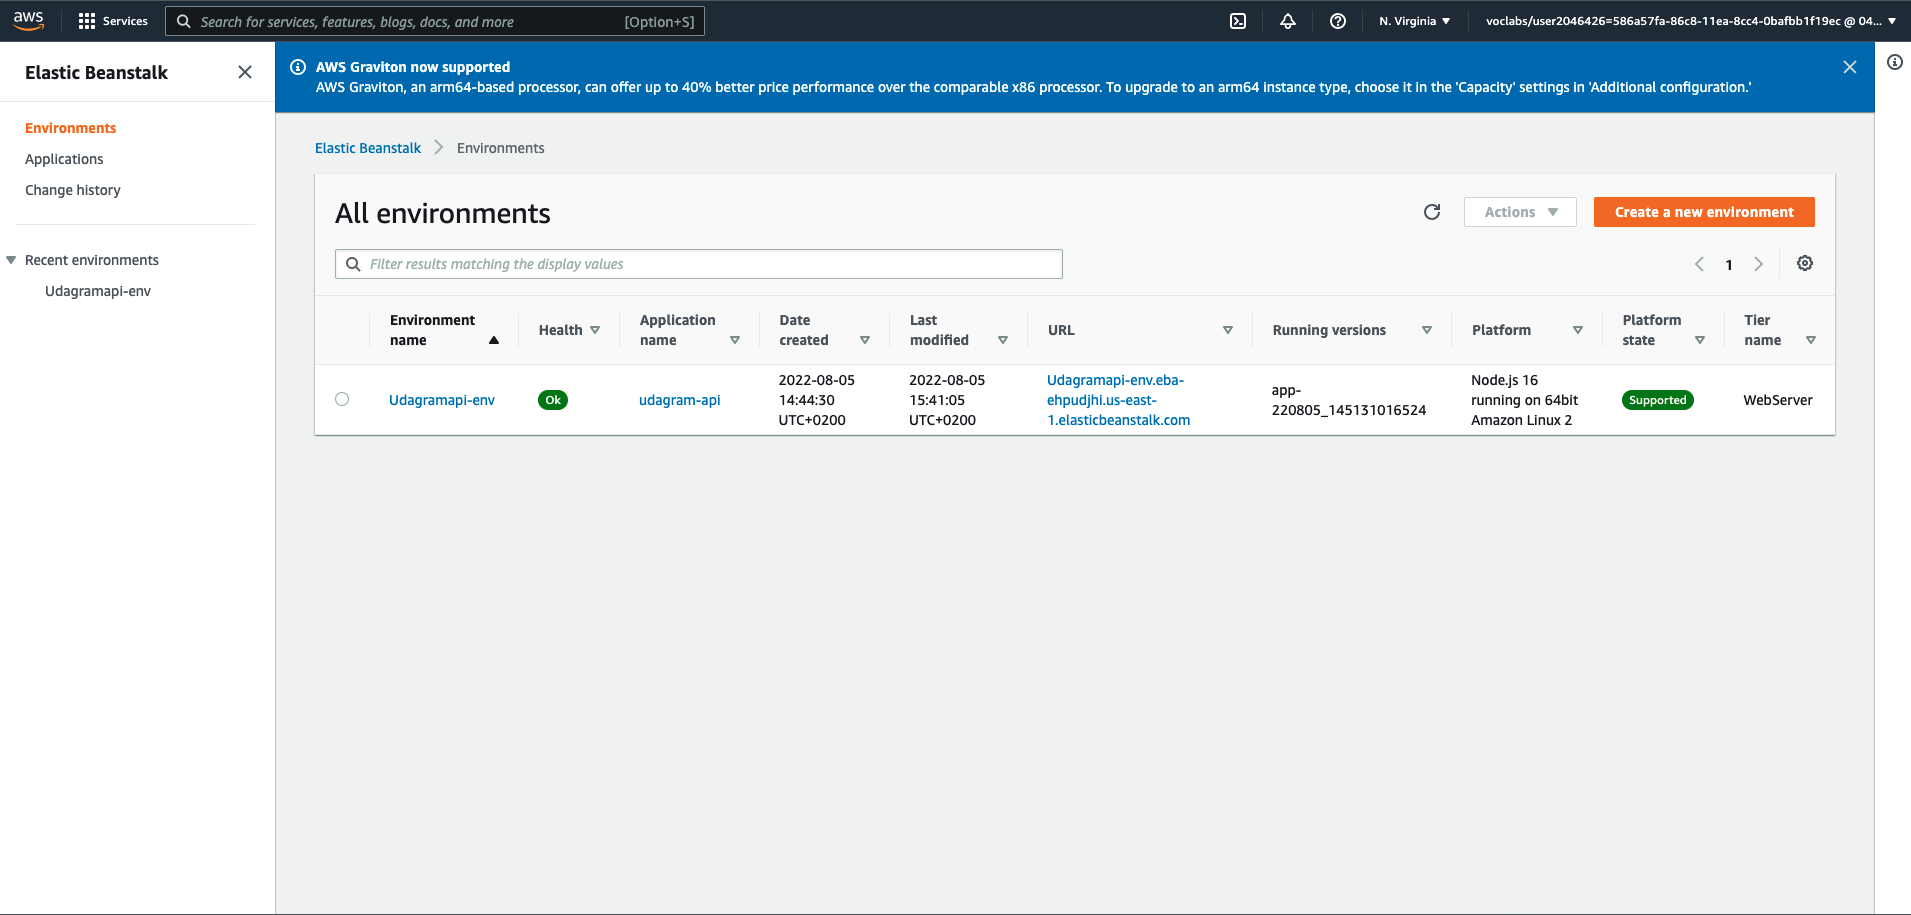 aws
Services
Search for services, features, blogs, docs, and more
[Option+S]
N. Virginia
voclabs/user2046426=586a57fa-86c8-11ea-8cc4-0bafbb1f19ec @ 04...
Elastic Beanstalk
Environments
Applications
Change history
Recent environments
Udagramapi-env
AWS Graviton now supported
AWS Graviton, an arm64-based processor, can offer up to 40% better price performance over the comparable x86 processor. To upgrade to an arm64 instance type, choose it in the 'Capacity' settings in 'Additional configuration.'
Elastic Beanstalk
Environments
All environments
Actions
Create a new environment
Filter results matching the display values
1
Environment
name
Health
Application
name
Date
created
Last
modified
URL
Running versions
Platform
Platform
state
Tier
name
Udagramapi-env
Ok
udagram-api
2022-08-05
14:44:30
UTC+0200
2022-08-05
15:41:05
UTC+0200
Udagramapi-env.eba-
ehpudjhi.us-east-
1.elasticbeanstalk.com
app-
220805_145131016524
Node.js 16
running on 64bit
Amazon Linux 2
Supported
WebServer